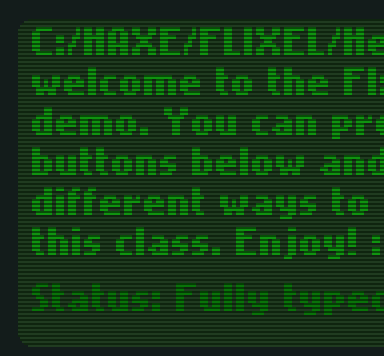 C:/HAXE/FLIXEL/He
welcome to the Fl
demo. You can pre
buttons below and
different ways to
this class. Enjoy! :
Status: Fully typed